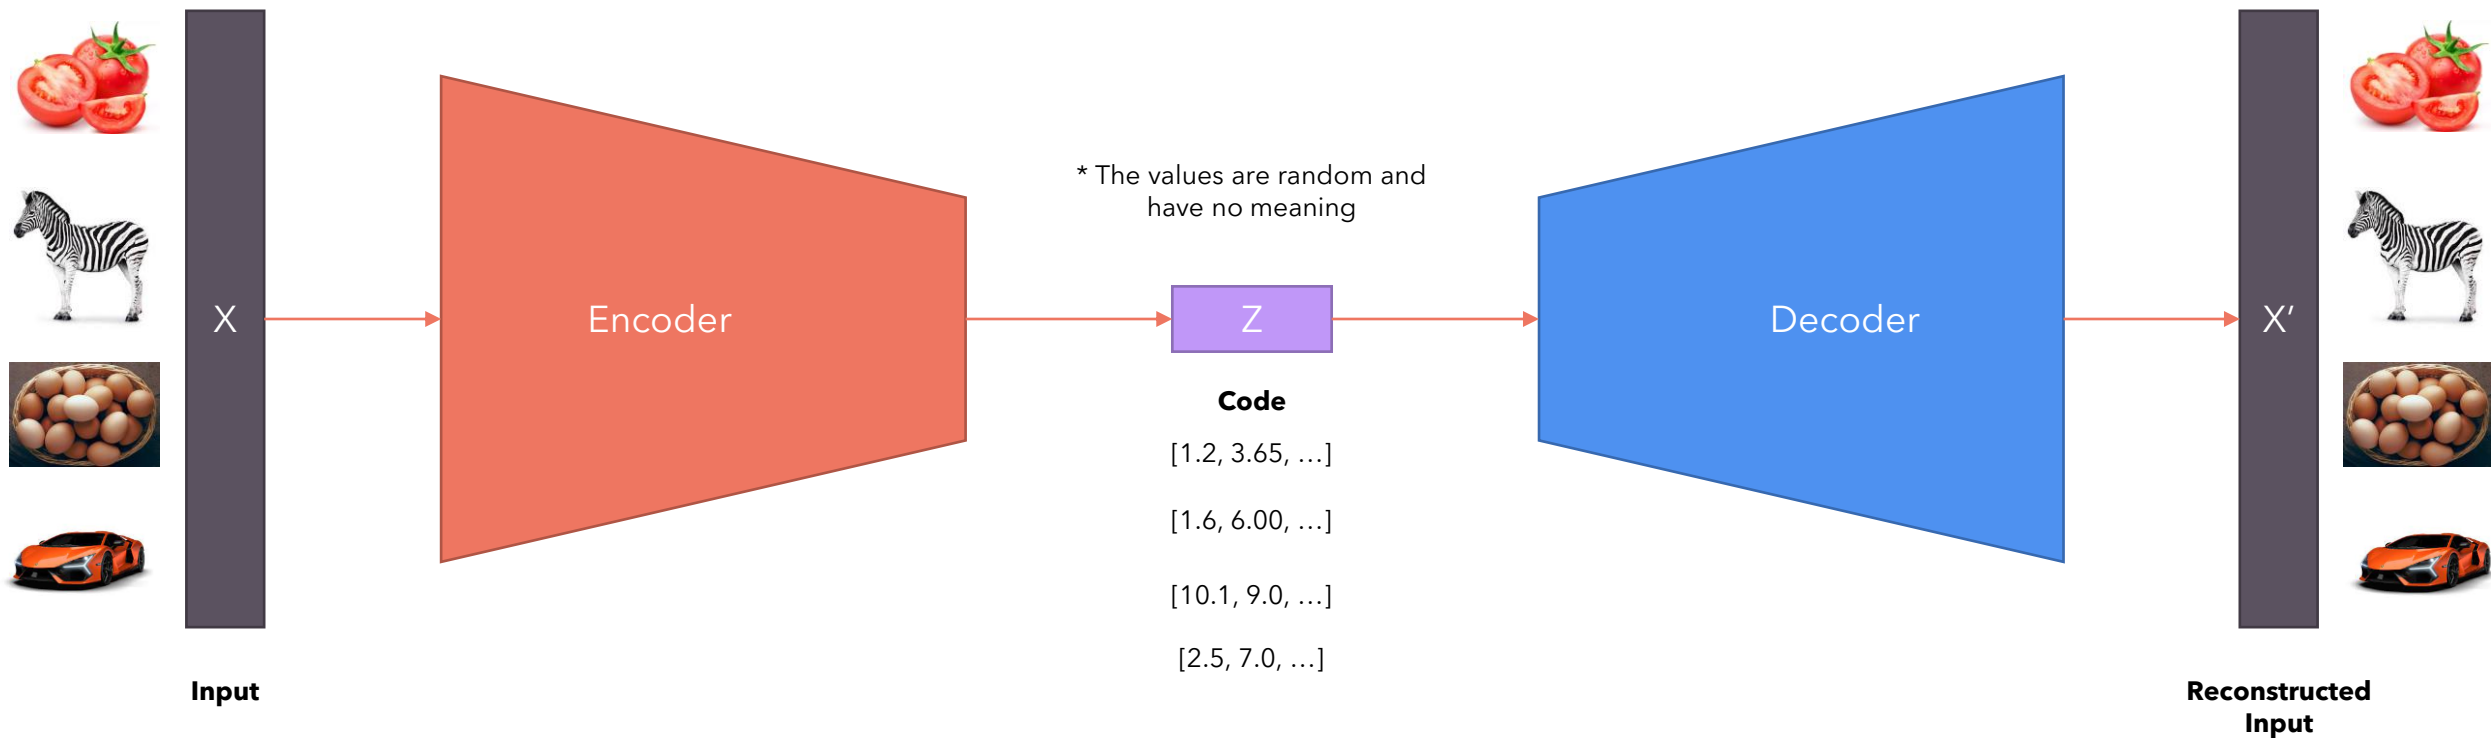 * The values are random and
have no meaning
X
Encoder
Z
Decoder
X’
Code
[1.2, 3.65, …]
[1.6, 6.00, …]
[10.1, 9.0, …]
[2.5, 7.0, …]
Input
Reconstructed
Input